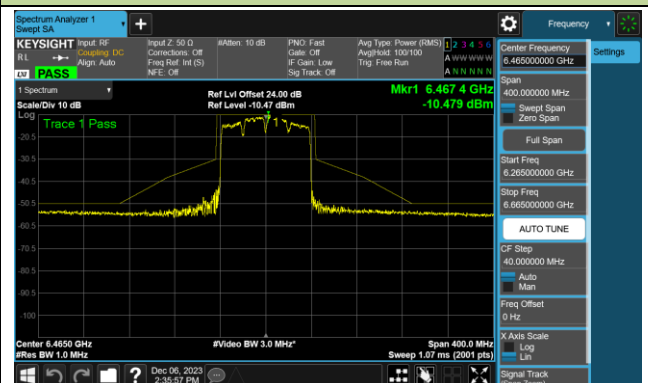 Spectrum Analyzer 1
Swept SA
Frequency
KEYSIGHT
Input: RF
Input Z: 50 Ω
#Atten: 10 dB
PNO: Fast
Avg Type: Power (RMS)
1 2 3 4 5 6
RL
Coupling: DC
Corrections: Off
Gate: Off
Avg|Hold: 100/100
A W W W W W
Align: Auto
Freq Ref: Int (S)
IF Gain: Low
Trig: Free Run
LXI
PASS
NFE: Off
Sig Track: Off
A N N N N N
Center Frequency
6.465000000 GHz
Settings
Span
400.000000 MHz
Swept Span
Zero Span
Full Span
Start Freq
6.265000000 GHz
Stop Freq
6.665000000 GHz
AUTO TUNE
CF Step
40.000000 MHz
Auto
Man
Freq Offset
0 Hz
X Axis Scale
Log
Lin
Signal Track
(Span Zoom)
1 Spectrum
Ref Lvl Offset 24.00 dB
Mkr1 6.467 4 GHz
Scale/Div 10 dB
Ref Level -10.47 dBm
-10.479 dBm
Log
Trace 1 Pass
1
-20.5
-30.5
-40.5
-50.5
-60.5
-70.5
-80.5
-90.5
-100
Center 6.4650 GHz
#Video BW 3.0 MHz*
Span 400.0 MHz
#Res BW 1.0 MHz
Sweep 1.07 ms (2001 pts)
Dec 06, 2023
2:35:57 PM